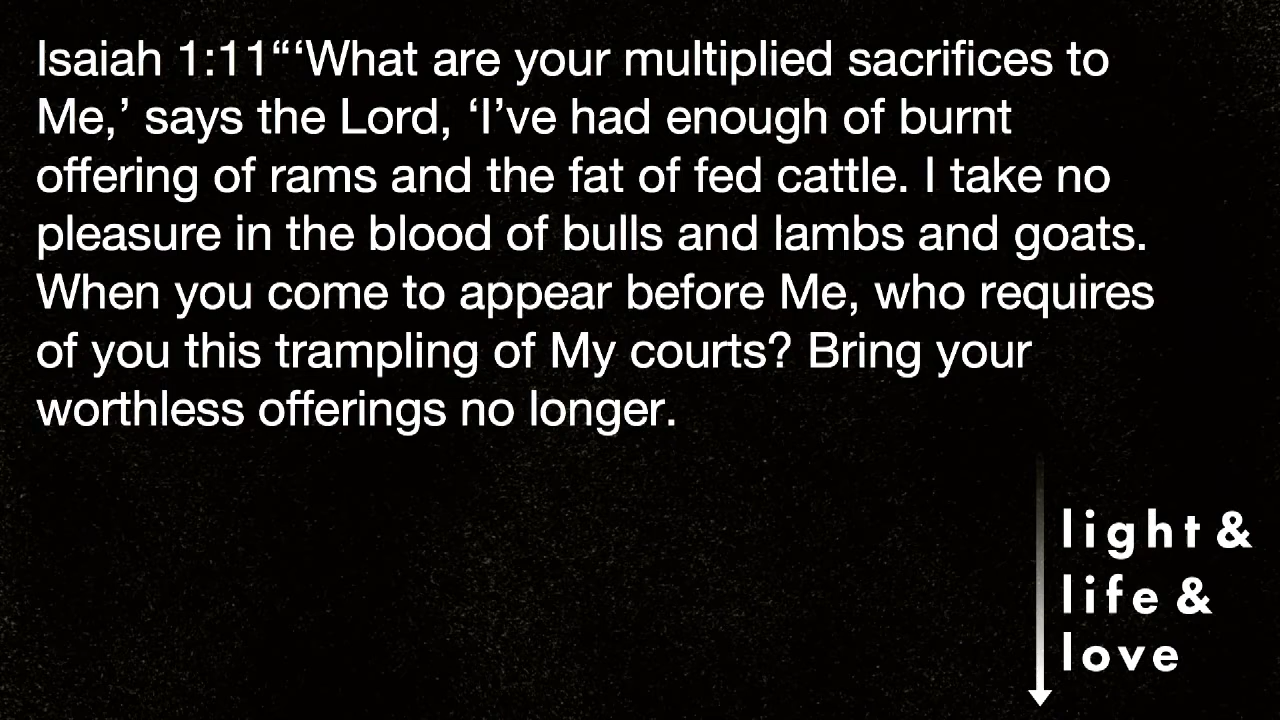 Isaiah 1:11“‘What are your multiplied sacrifices to
Me,’ says the Lord, ‘I’ve had enough of burnt
offering of rams and the fat of fed cattle. I take no
pleasure in the blood of bulls and lambs and goats.
When you come to appear before Me, who requires
of you this trampling of My courts? Bring your
worthless offerings no longer.
light &
life &
love